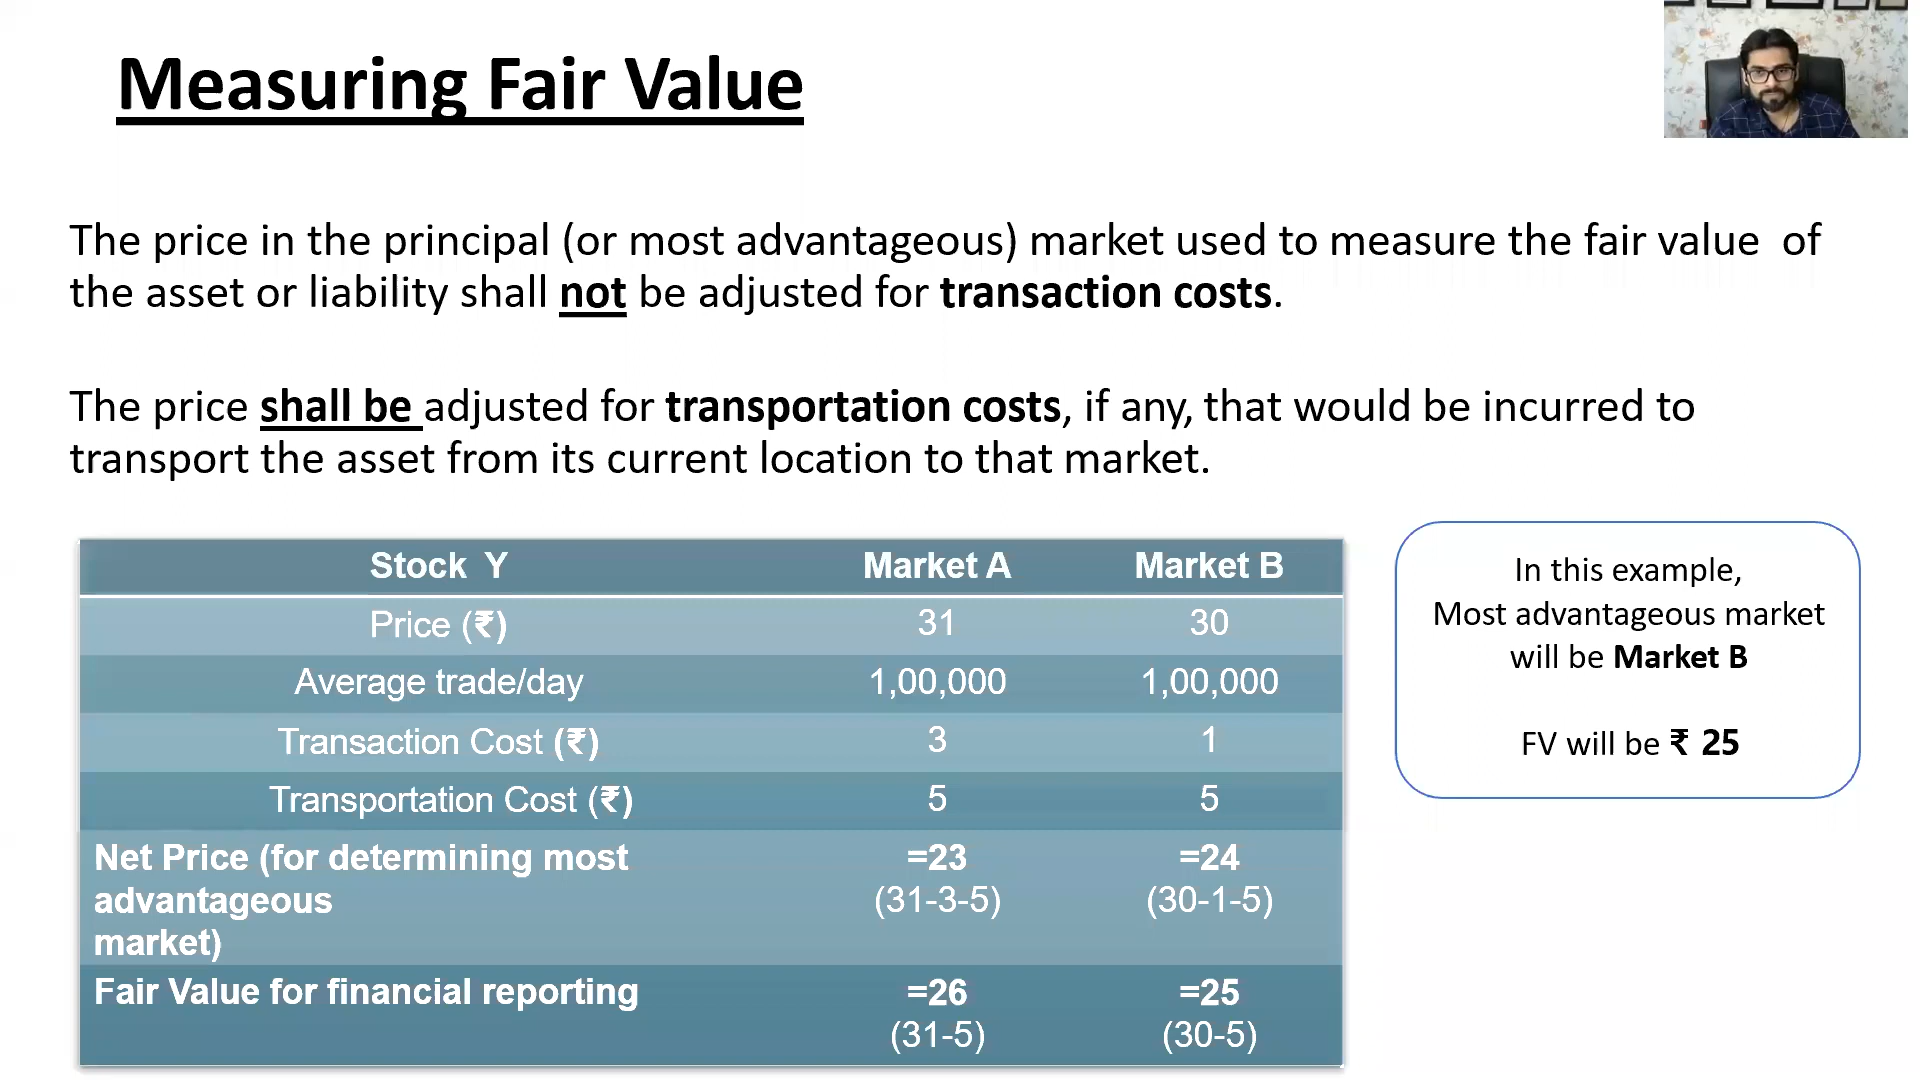 Measuring Fair Value
The price in the principal (or most advantageous) market used to measure the fair value of
the asset or liability shall not be adjusted for transaction costs.
The price shall be adjusted for transportation costs, if any, that would be incurred to
transport the asset from its current location to that market.
Stock Y Market A Market B
Price (₹) 31 30
Average trade/day 1,00,000 1,00,000
Transaction Cost (₹) 3 1
Transportation Cost (₹) 5 5
Net Price (for determining most =23 =24
advantageous (31-3-5) (30-1-5)
market)
Fair Value for financial reporting =26 =25
(31-5) (30-5)
In this example,
Most advantageous market
will be Market B
FV will be ₹ 25